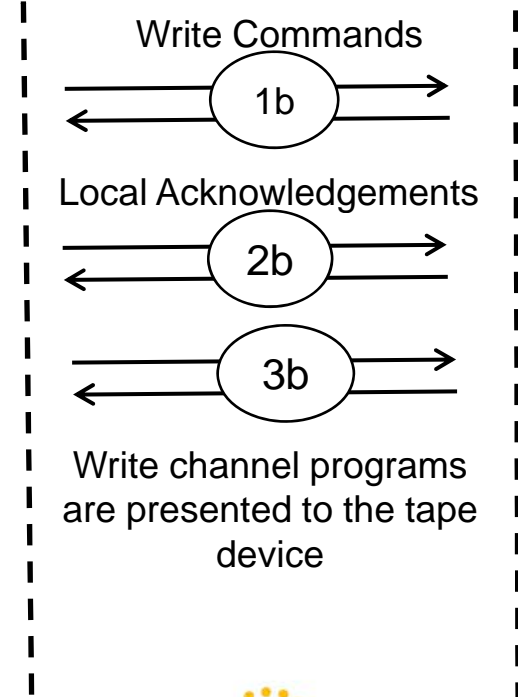 Write Commands
1b
Local Acknowledgements
2b
3b
Write channel programs
are presented to the tape
device